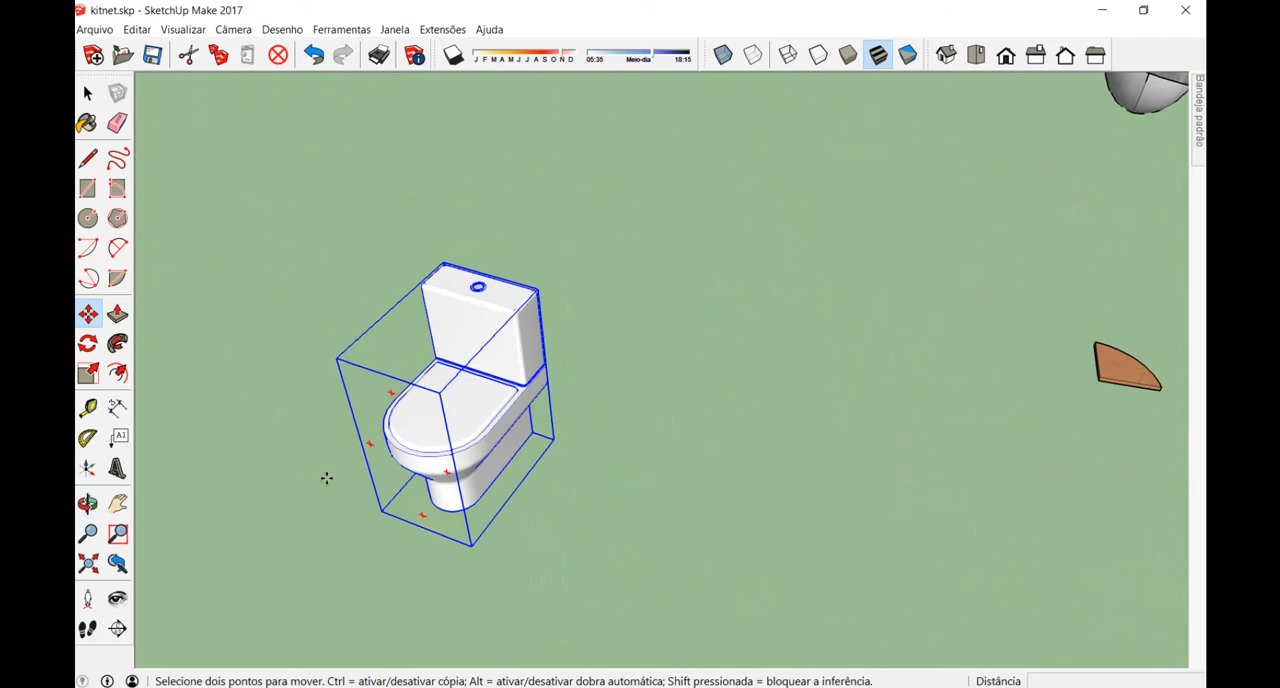 kitnet.skp - SketchUp Make 2017
Arquivo Editar Visualizar Câmera Desenho Ferramentas Janela Extensões Ajuda
J F M A M J J A S O N D
05:35 Meio-dia 18:15
Bandeja padrão
A1
Selecione dois pontos para mover. Ctrl = ativar/desativar cópia; Alt = ativar/desativar dobra automática; Shift pressionada = bloquear a inferência.
Distância